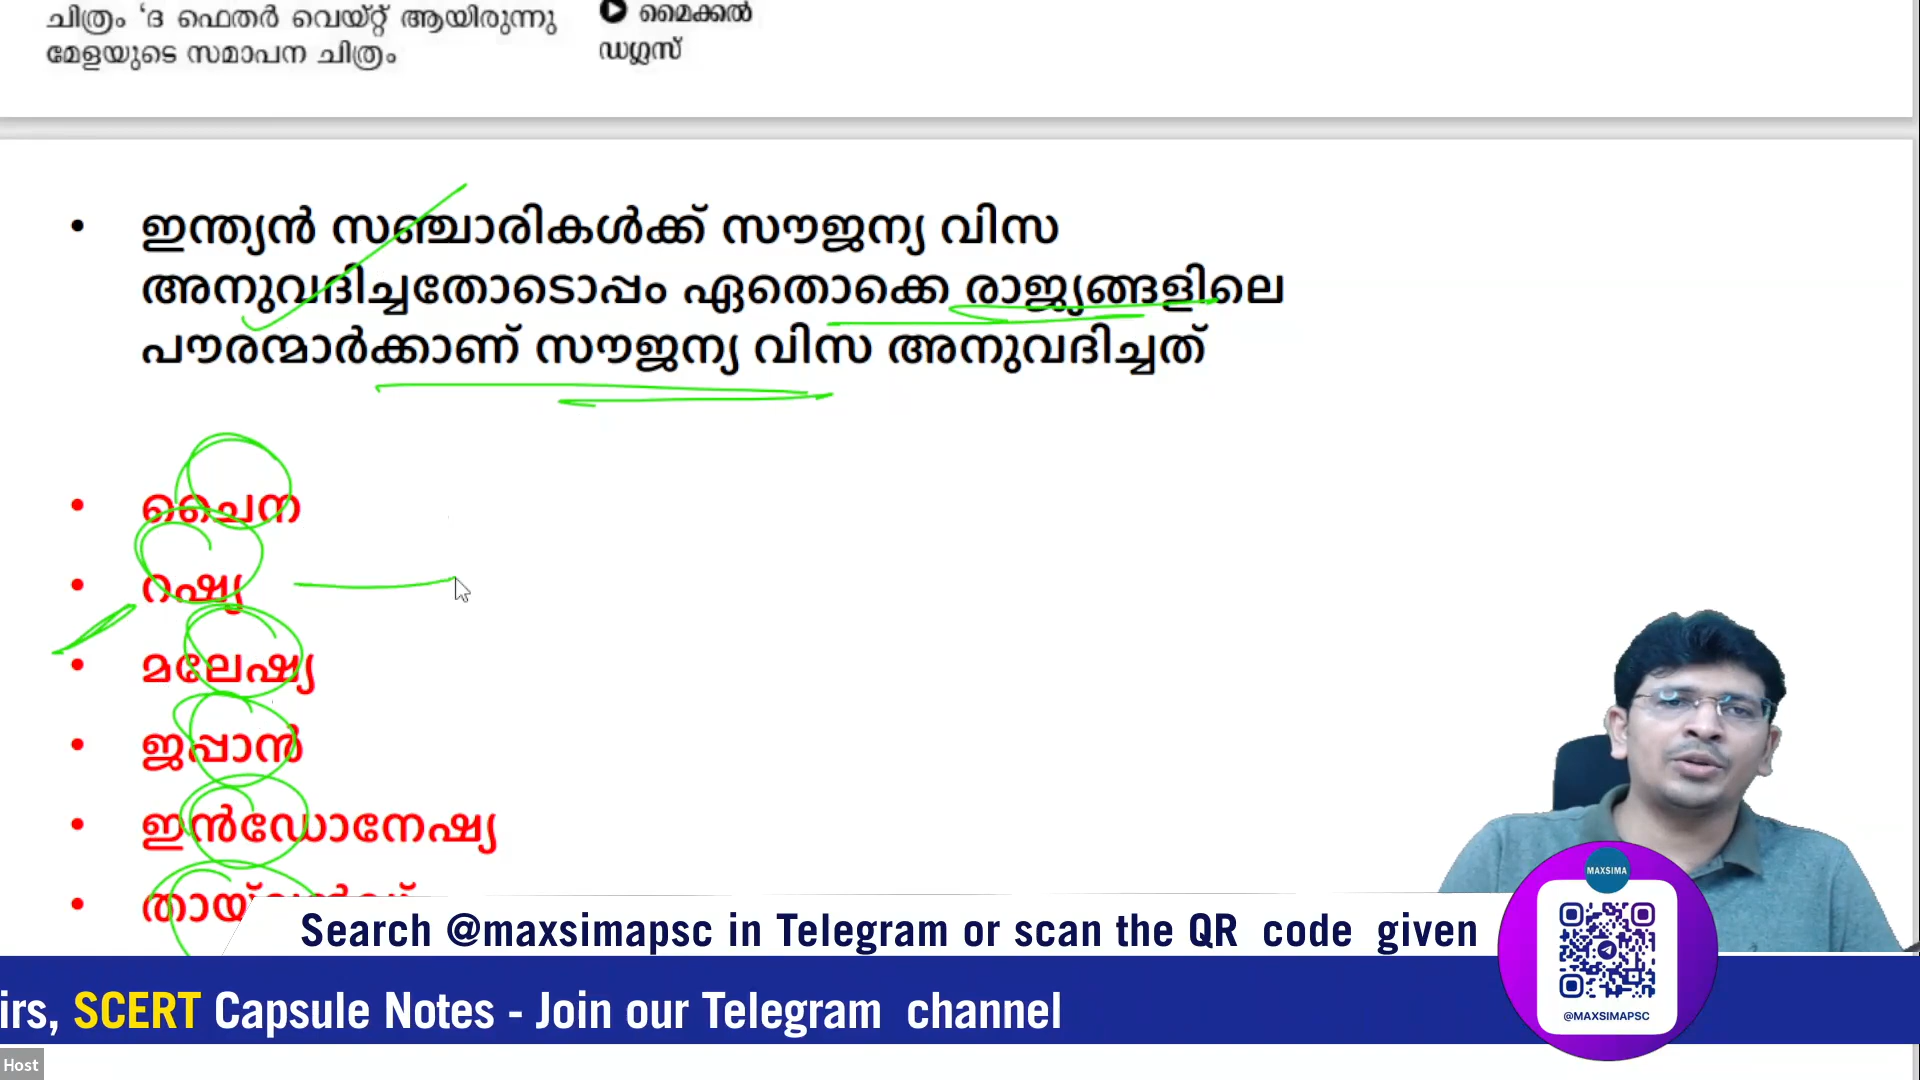 ചിത്രം ‘ദ ഫെതർ വെയ്റ്റ് ആയിരുന്നു
മേളയുടെ സമാപന ചിത്രം
മൈക്കൽ
ഡഗ്ലസ്
• ഇന്ത്യൻ സഞ്ചാരികൾക്ക് സൗജന്യ വിസ
അനുവദിച്ചതോടൊപ്പം ഏതൊക്കെ രാജ്യങ്ങളിലെ
പൗരന്മാർക്കാണ് സൗജന്യ വിസ അനുവദിച്ചത്
• ചൈന
• റഷ്യ
• മലേഷ്യ
• ജപ്പാൻ
• ഇൻഡോനേഷ്യ
MAXSIMA
Search @maxsimapsc in Telegram or scan the QR code given
irs, SCERT Capsule Notes - Join our Telegram channel
@MAXSIMAPSC
Host